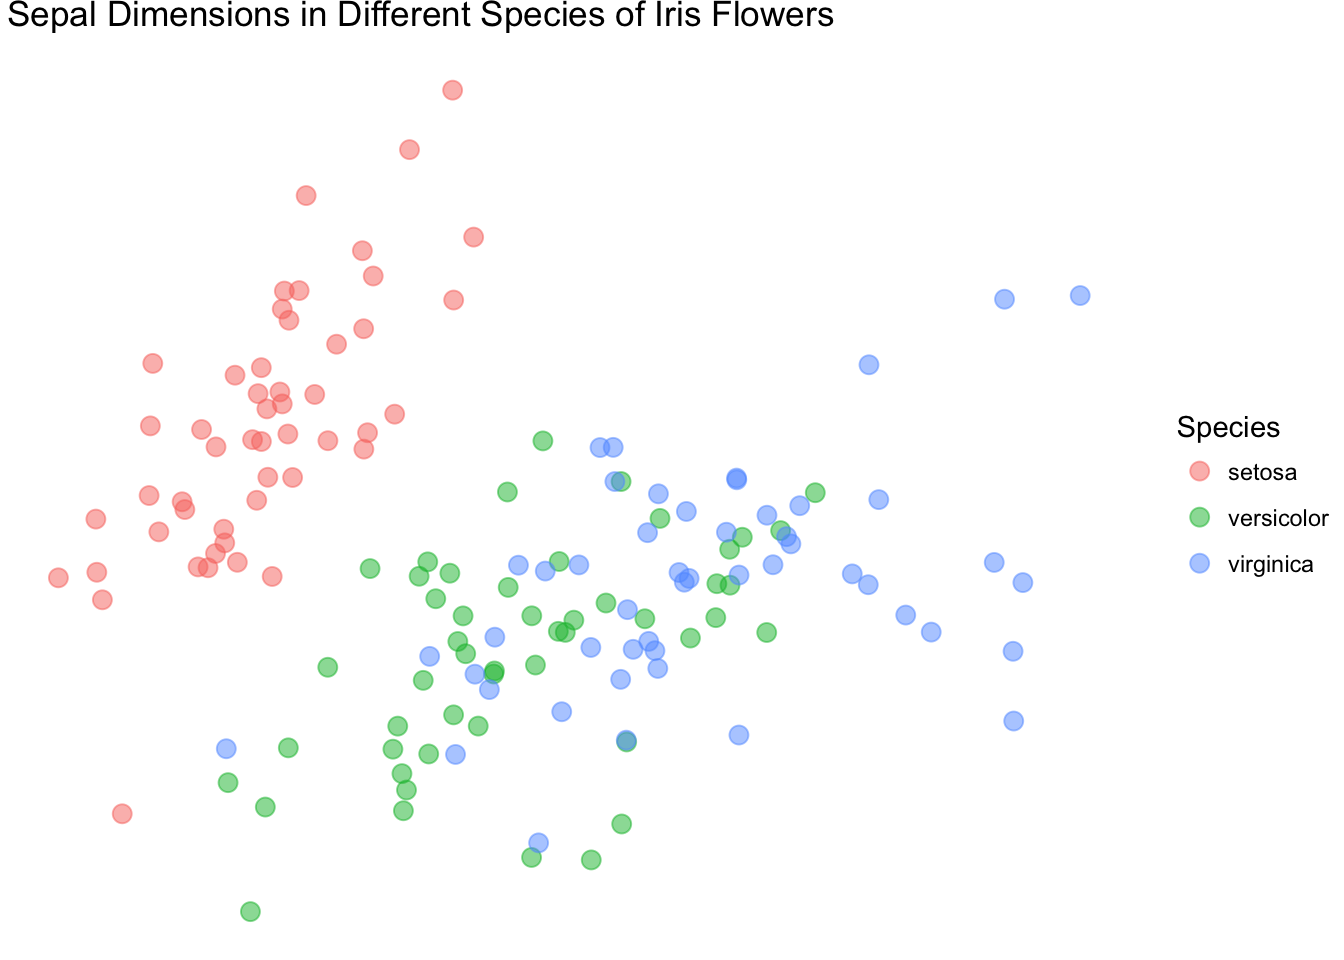 Sepal Dimensions in Different Species of Iris Flowers
Species
setosa
versicolor
virginica